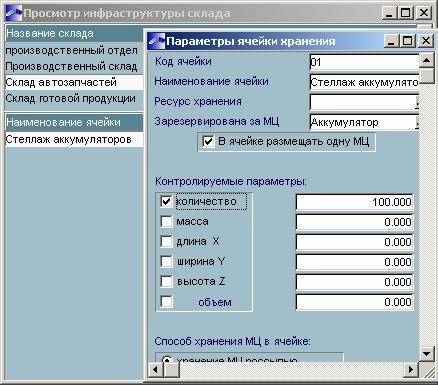 Просмотр инфраструктуры склада
Название склада
производственный отдел
Производственный склад
Склад автозапчастей
Склад готовой продукции
Наименование ячейки
Стеллаж аккумуляторов
Параметры ячейки хранения
Код ячейки 01
Наименование ячейки Стеллаж аккумулято
Ресурс хранения
Зарезервирована за МЦ Аккумулятор
В ячейке размещать одну МЦ
Контролируемые параметры:
количество 100.000
масса 0.000
длина X 0.000
ширина Y 0.000
высота Z 0.000
объем 0.000
Способ хранения МЦ в ячейке:
хранение МЦ россыпью